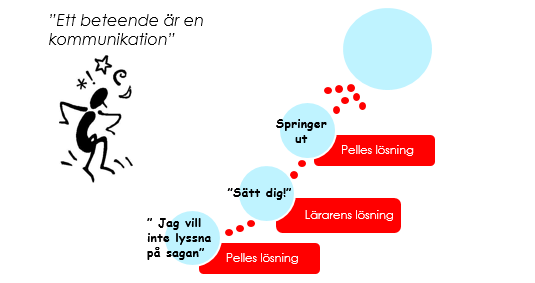 ”Ett beteende är en
kommunikation”
Springer
ut
Pelles lösning
”Sätt dig!”
Lärarens lösning
” Jag vill
inte lyssna
på sagan”
Pelles lösning